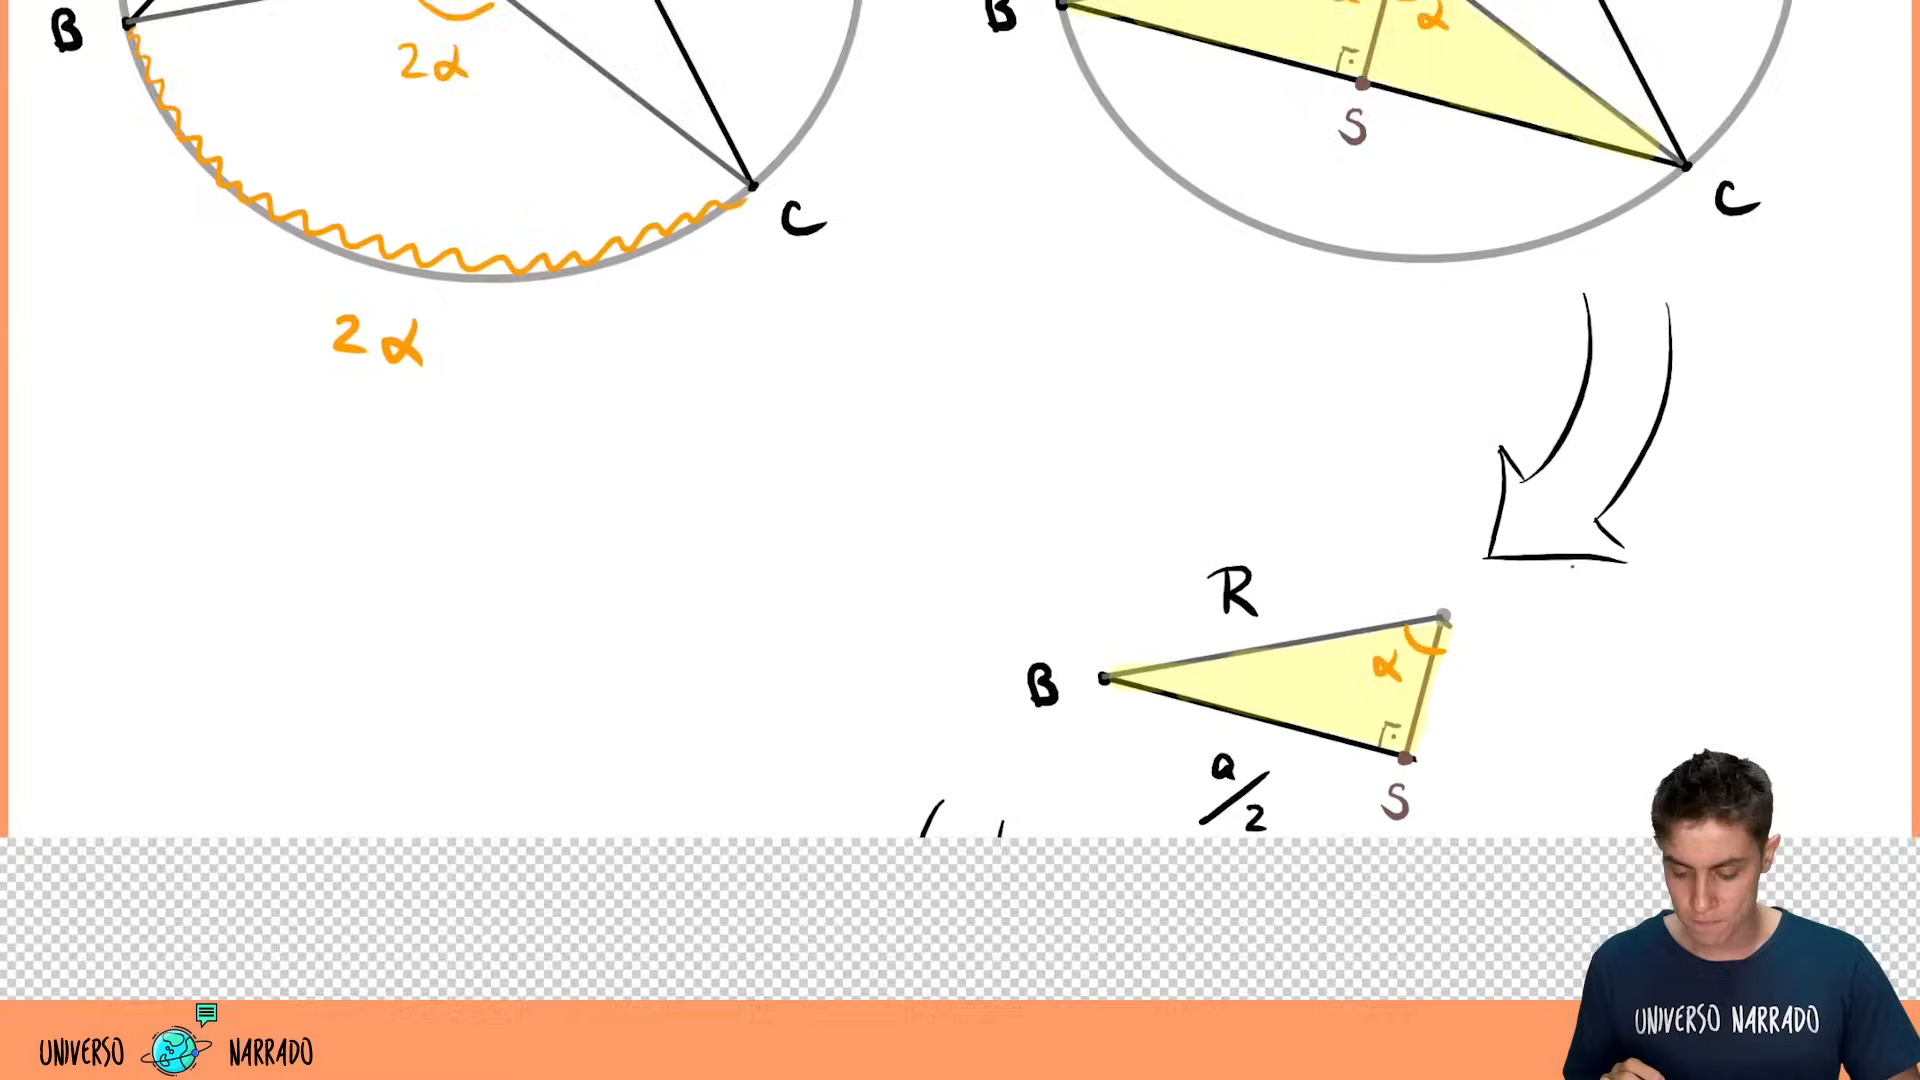 B
2α
B
α
S
C
C
2α
R
B
α
a/2
S
UNIVERSO NARRADO
UNIVERSO NARRADO